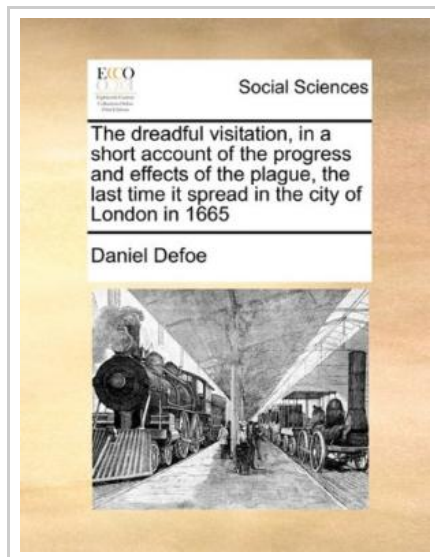 ECCO
Social Sciences
The dreadful visitation, in a
short account of the progress
and effects of the plague, the
last time it spread in the city of
London in 1665
Daniel Defoe